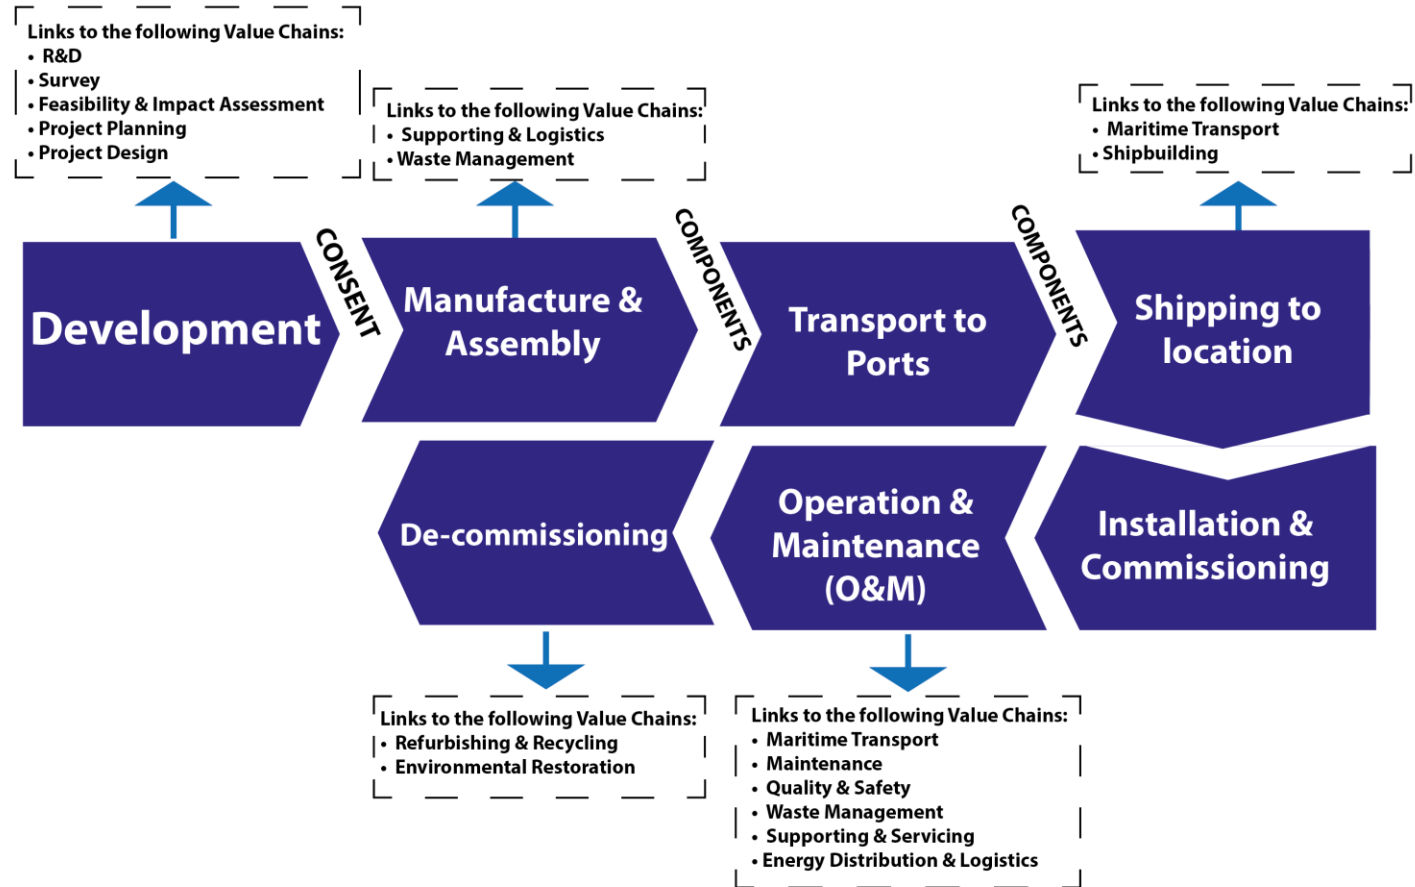 Links to the following Value Chains:
• R&D
• Survey
• Feasibility & Impact Assessment
• Project Planning
• Project Design
Links to the following Value Chains:
• Supporting & Logistics
• Waste Management
Links to the following Value Chains:
• Maritime Transport
• Shipbuilding
Development
CONSENT
Manufacture &
Assembly
COMPONENTS
Transport to
Ports
COMPONENTS
Shipping to
location
Installation &
Commissioning
Operation &
Maintenance
(O&M)
De-commissioning
Links to the following Value Chains:
• Refurbishing & Recycling
• Environmental Restoration
Links to the following Value Chains:
• Maritime Transport
• Maintenance
• Quality & Safety
• Waste Management
• Supporting & Servicing
• Energy Distribution & Logistics